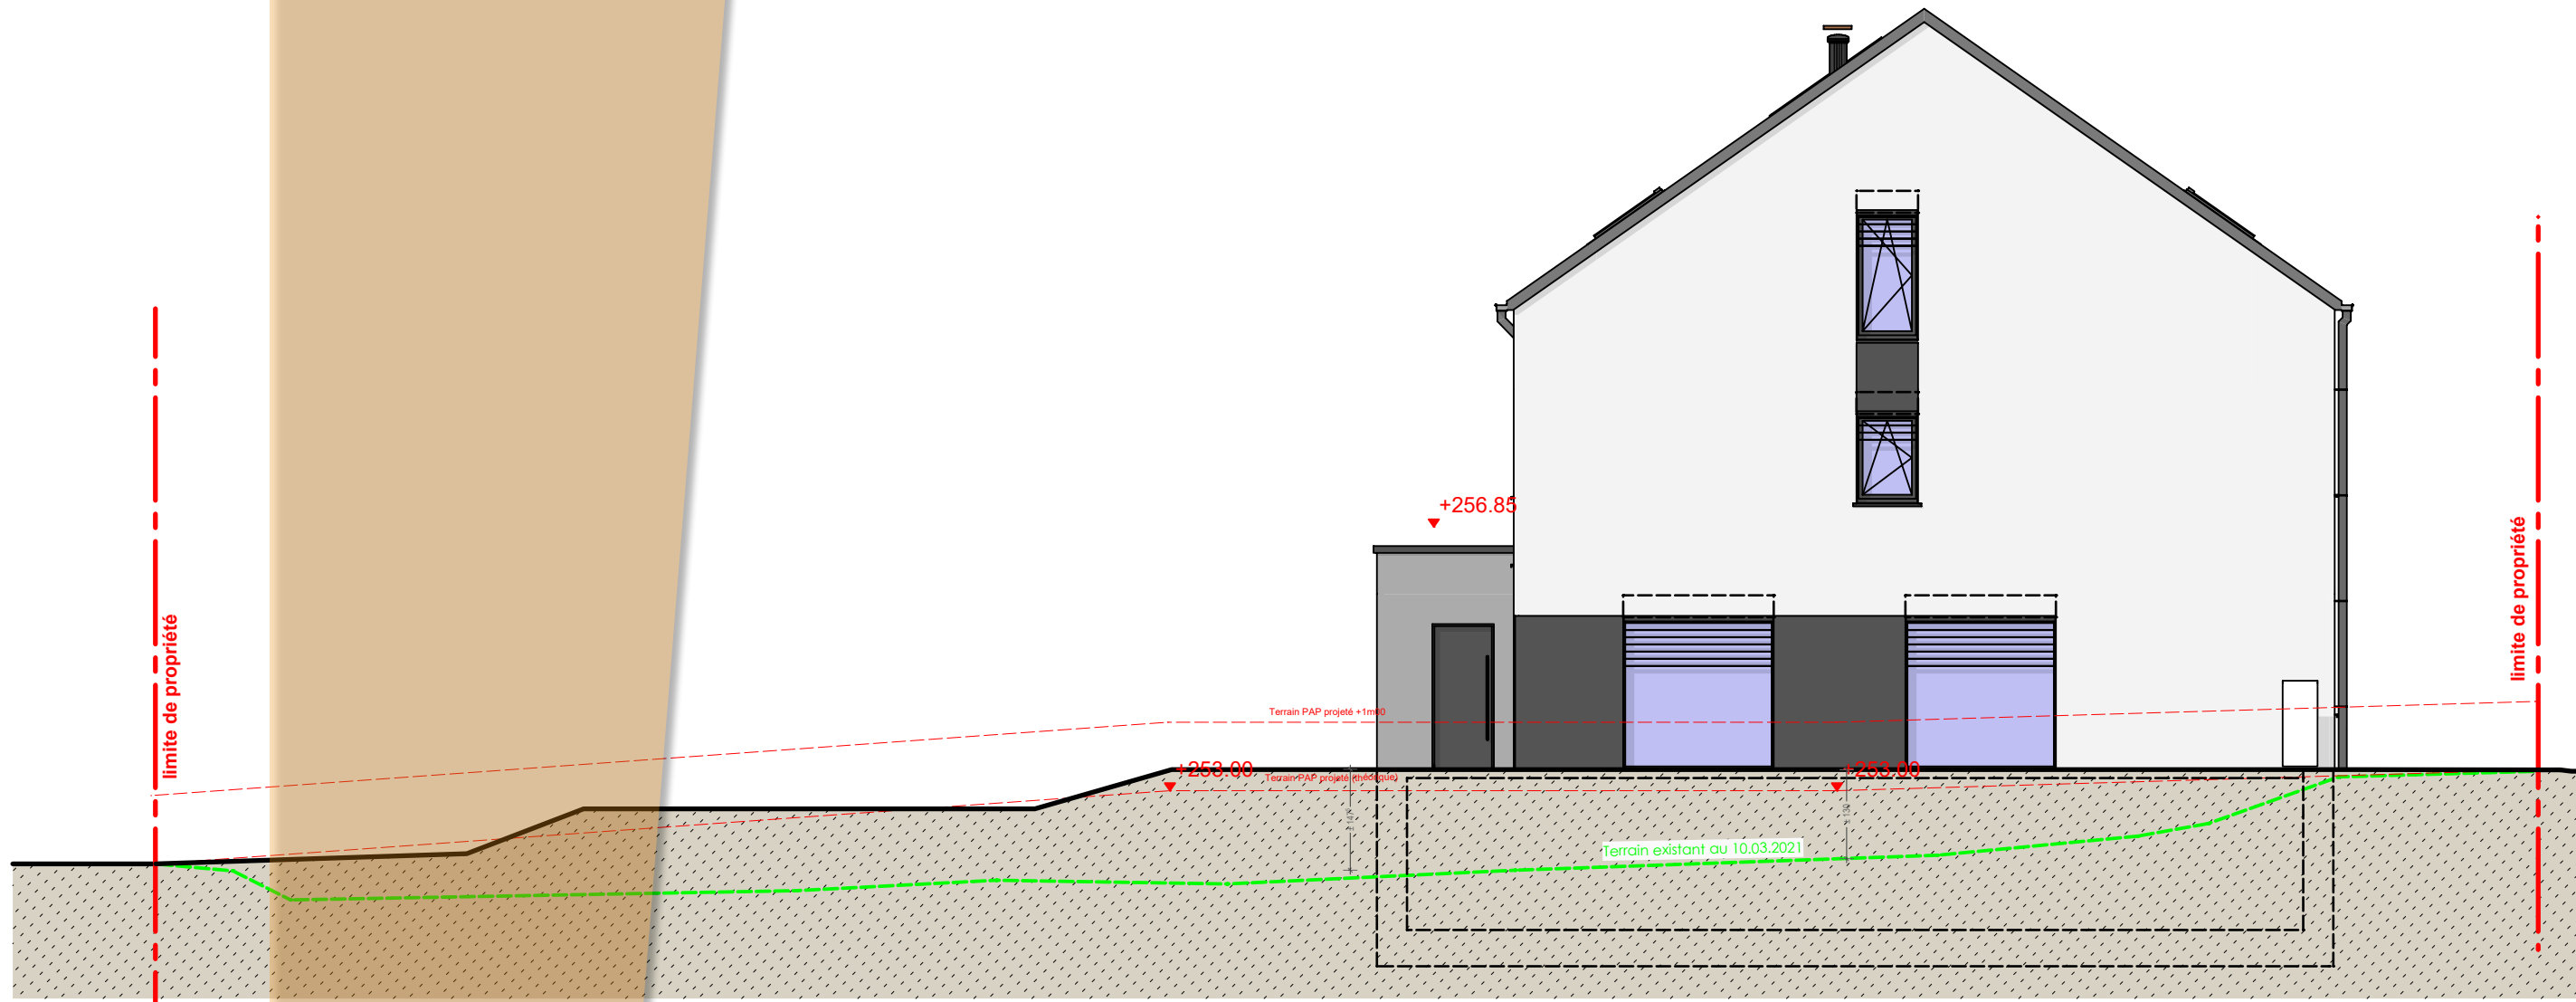 +256.85
limite de propriété
limite de propriété
Terrain PAP projeté +1m00
+253.00
Terrain PAP projeté (théorique)
+253.00
Terrain existant au 10.03.2021